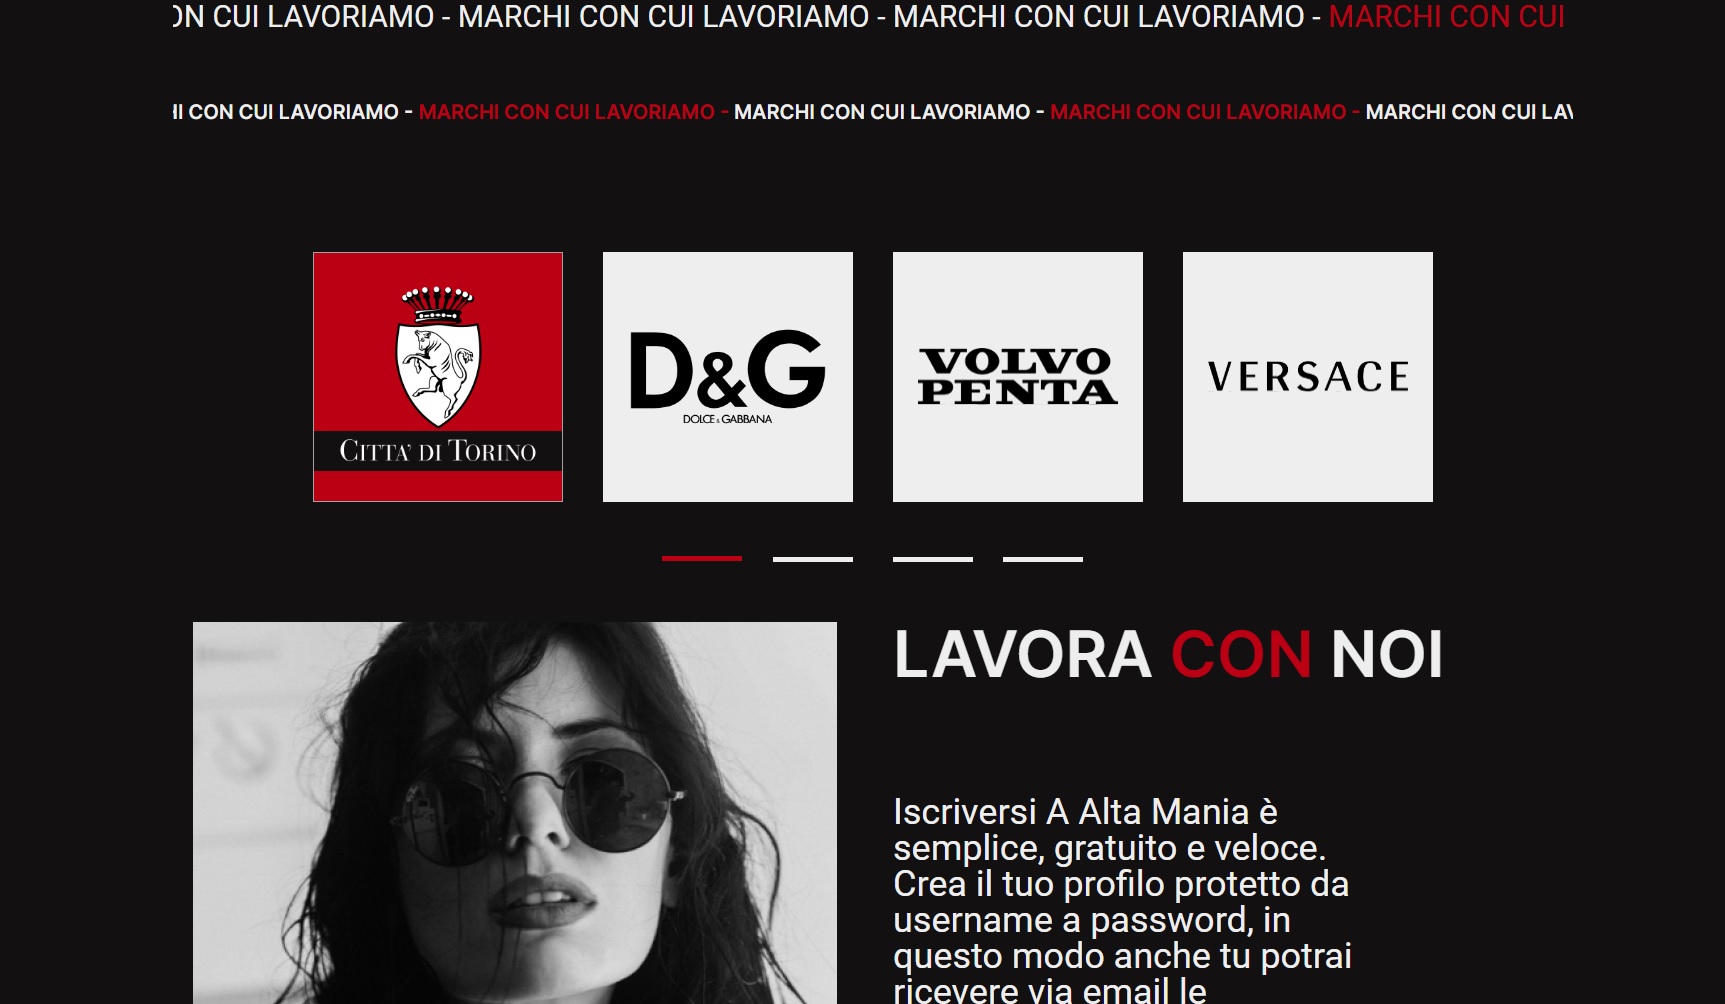 ON CUI LAVORIAMO - MARCHI CON CUI LAVORIAMO - MARCHI CON CUI LAVORIAMO - MARCHI CON CUI
CON CUI LAVORIAMO - MARCHI CON CUI LAVORIAMO - MARCHI CON CUI LAVORIAMO - MARCHI CON CUI LAVORIAMO - MARCHI CON CUI
CITTA' DI TORINO
D&G
DOLCE & GABBANA
VOLVO
PENTA
VERSACE
LAVORA CON NOI
Iscriversi A Alta Mania è
semplice, gratuito e veloce.
Crea il tuo profilo protetto da
username a password, in
questo modo anche tu potrai
ricevere via email le